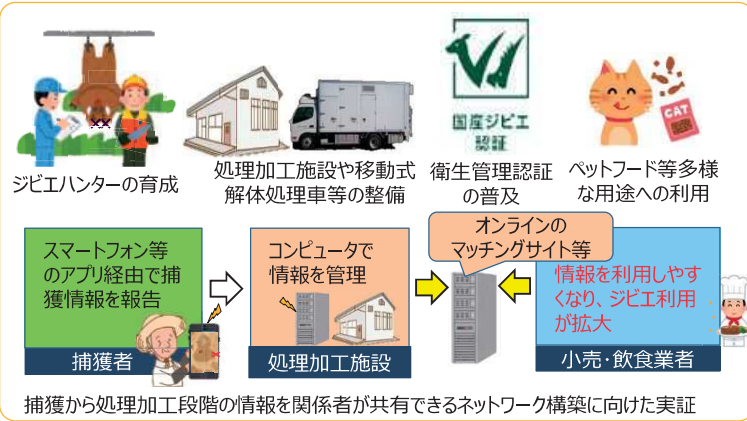 国産ジビエ
認証
CAT
ジビエハンターの育成
処理加工施設や移動式
解体処理車等の整備
衛生管理認証
の普及
ペットフード等多様
な用途への利用
スマートフォン等
のアプリ経由で捕
獲情報を報告
捕獲者
コンピュータで
情報を管理
処理加工施設
オンラインの
マッチングサイト等
情報を利用しやす
くなり、ジビエ利用
が拡大
小売・飲食業者
捕獲から処理加工段階の情報を関係者が共有できるネットワーク構築に向けた実証